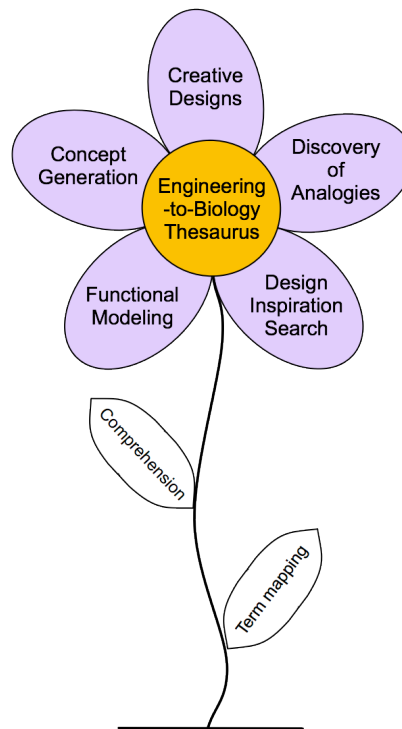 Creative
Designs
Concept
Generation
Discovery
of
Analogies
Engineering
-to-Biology
Thesaurus
Functional
Modeling
Design
Inspiration
Search
Comprehension
Term mapping